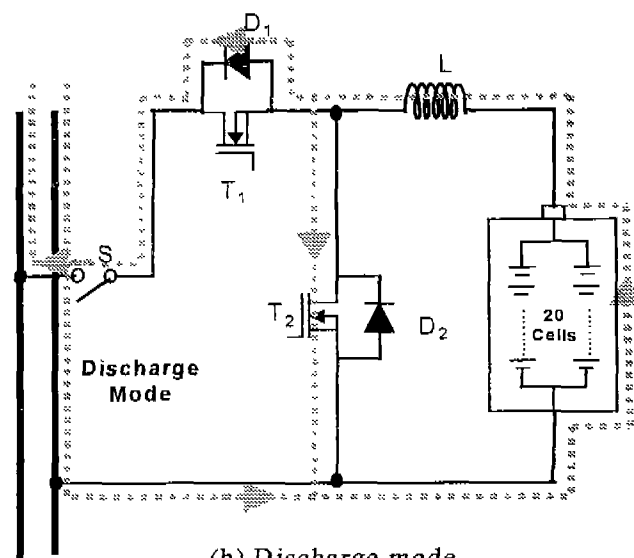 D1
L
T1
S
T2
D2
20
Cells
Discharge
Mode
(b) Discharge mode